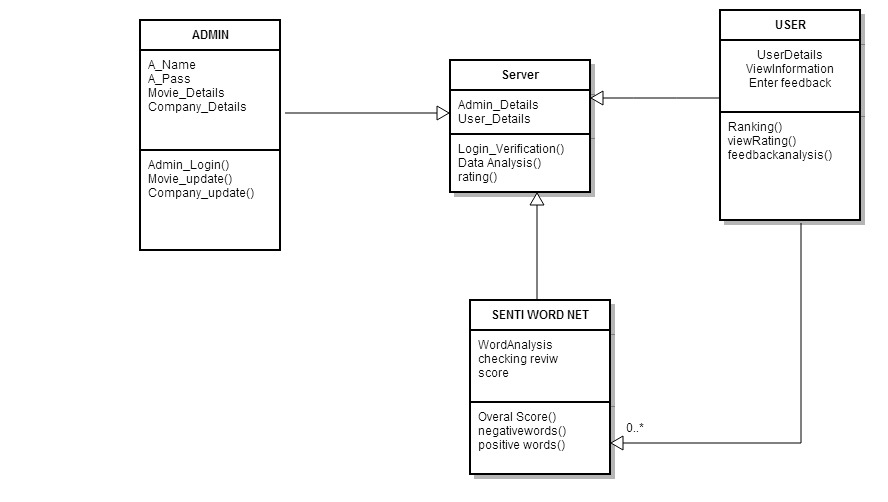 ADMIN
A_Name
A_Pass
Movie_Details
Company_Details
Admin_Login()
Movie_update()
Company_update()
Server
Admin_Details
User_Details
Login_Verification()
Data Analysis()
rating()
USER
UserDetails
ViewInformation
Enter feedback
Ranking()
viewRating()
feedbackanalysis()
SENTI WORD NET
WordAnalysis
checking reviw
score
Overal Score()
negativewords()
positive words()
0..*